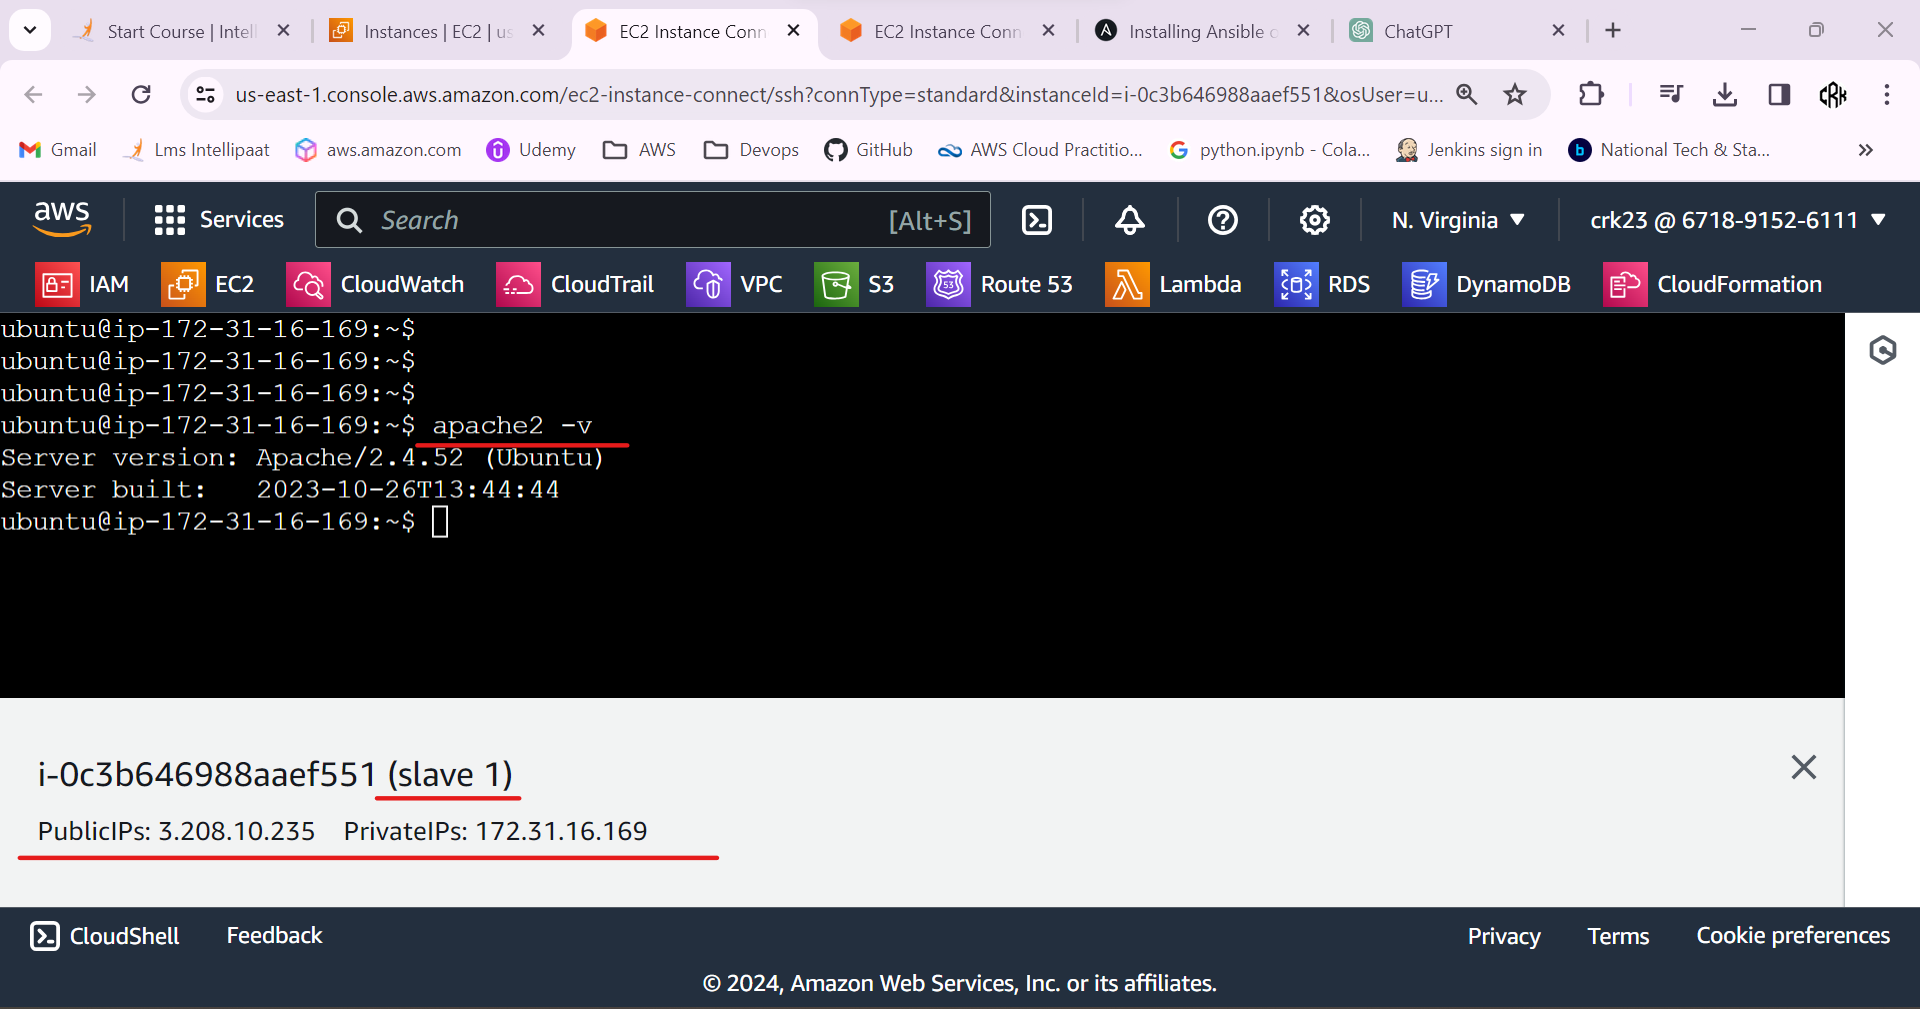 Start Course | Intell
Instances | EC2 | us
EC2 Instance Conn
EC2 Instance Conn
Installing Ansible o
ChatGPT
us-east-1.console.aws.amazon.com/ec2-instance-connect/ssh?connType=standard&instanceId=i-0c3b646988aaef551&osUser=u...
Gmail
Lms Intellipaat
aws.amazon.com
Udemy
AWS
Devops
GitHub
AWS Cloud Practitio...
python.ipynb - Cola...
Jenkins sign in
National Tech & Sta...
aws
Services
Search
[Alt+S]
N. Virginia
crk23 @ 6718-9152-6111
IAM
EC2
CloudWatch
CloudTrail
VPC
S3
Route 53
Lambda
RDS
DynamoDB
CloudFormation
ubuntu@ip-172-31-16-169:~$
ubuntu@ip-172-31-16-169:~$
ubuntu@ip-172-31-16-169:~$
ubuntu@ip-172-31-16-169:~$ apache2 -v
Server version: Apache/2.4.52 (Ubuntu)
Server built:   2023-10-26T13:44:44
ubuntu@ip-172-31-16-169:~$
i-0c3b646988aaef551 (slave 1)
PublicIPs: 3.208.10.235    PrivateIPs: 172.31.16.169
CloudShell
Feedback
Privacy
Terms
Cookie preferences
© 2024, Amazon Web Services, Inc. or its affiliates.